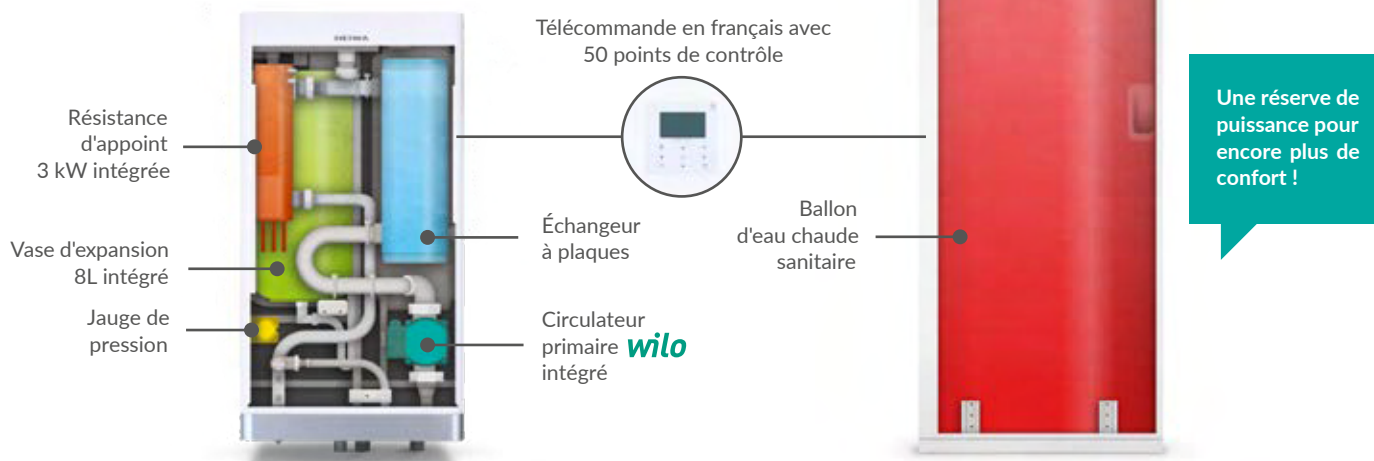 Télécommande en français avec
50 points de contrôle
HEIWA
Résistance
d'appoint
3 kW intégrée
Vase d'expansion
8L intégré
Jauge de
pression
Échangeur
à plaques
Circulateur
primaire wilo
intégré
Ballon
d'eau chaude
sanitaire
Une réserve de
puissance pour
encore plus de
confort !